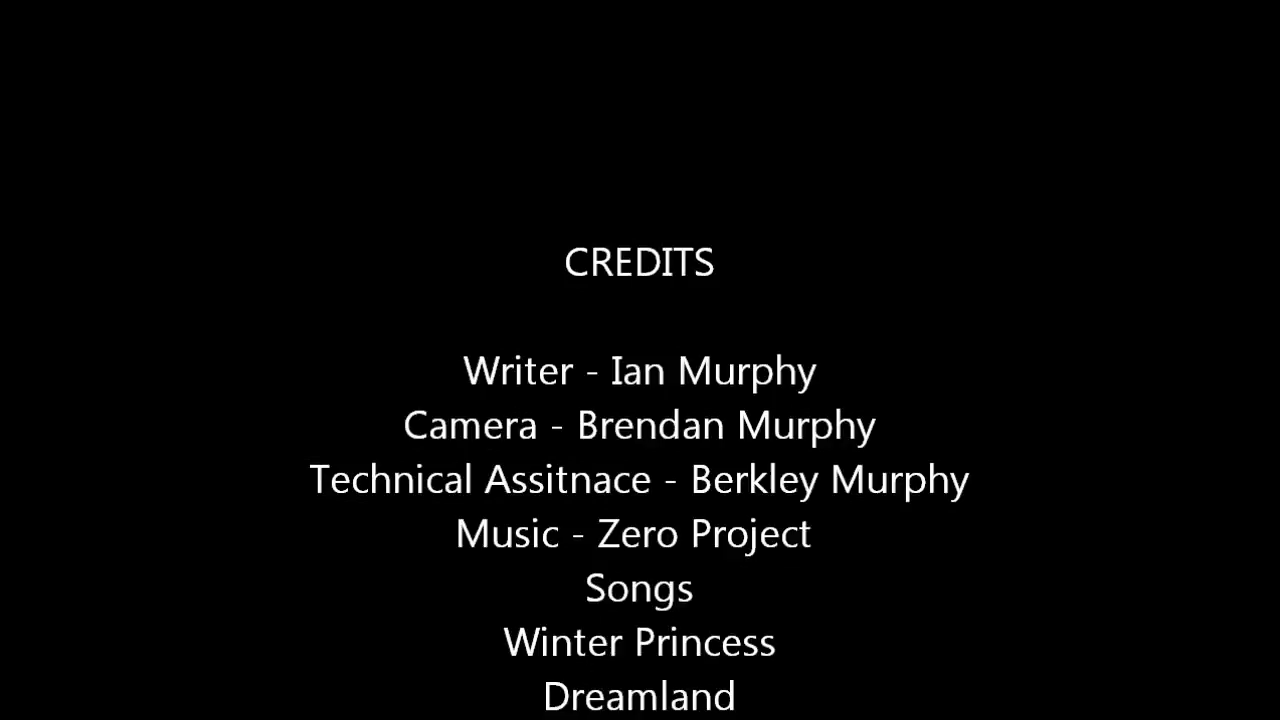 CREDITS
Writer - Ian Murphy
Camera - Brendan Murphy
Technical Assitnace - Berkley Murphy
Music - Zero Project
Songs
Winter Princess
Dreamland